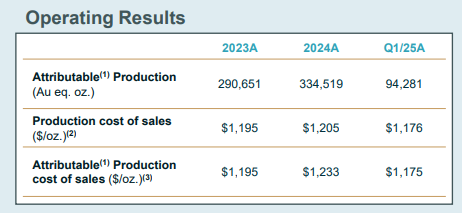 Operating Results
2023A 2024A Q1/25A
Attributable(1) Production
(Au eq. oz.) 290,651 334,519 94,281
Production cost of sales
($/oz.)(2) $1,195 $1,205 $1,176
Attributable(1) Production
cost of sales ($/oz.)(3) $1,195 $1,233 $1,175